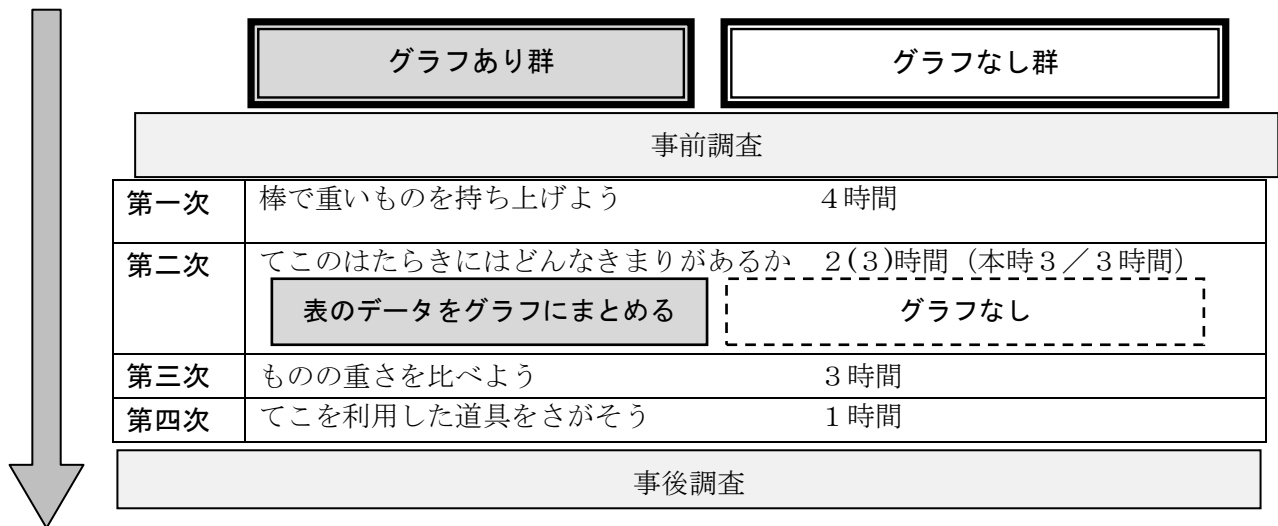 グラフあり群 グラフなし群
事前調査
第一次 棒で重いものを持ち上げよう 4時間
第二次 てこのはたらきにはどんなきまりがあるか 2(3)時間 (本時3/3時間)
表のデータをグラフにまとめる グラフなし
第三次 ものの重さを比べよう 3時間
第四次 てこを利用した道具をさがそう 1時間
事後調査